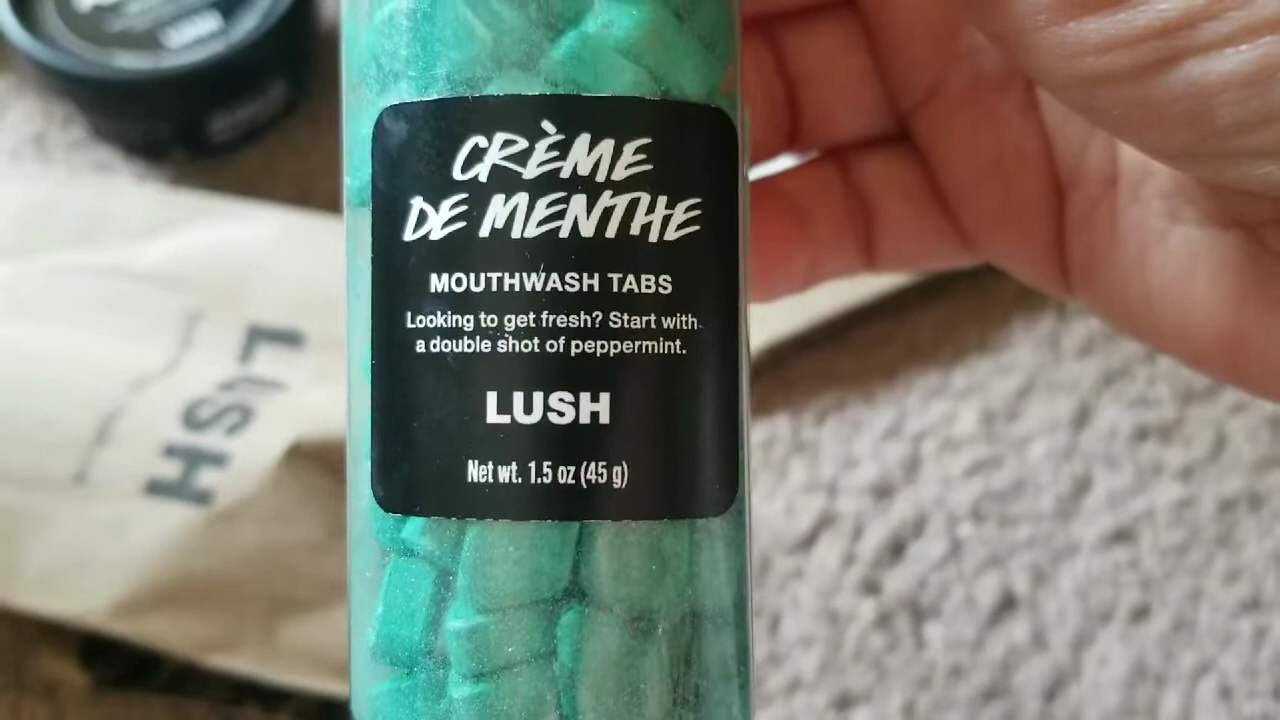 CRÈME
DE MENTHE
MOUTHWASH TABS
Looking to get fresh? Start with
a double shot of peppermint.
LUSH
Net wt. 1.5 oz (45 g)
LUSH